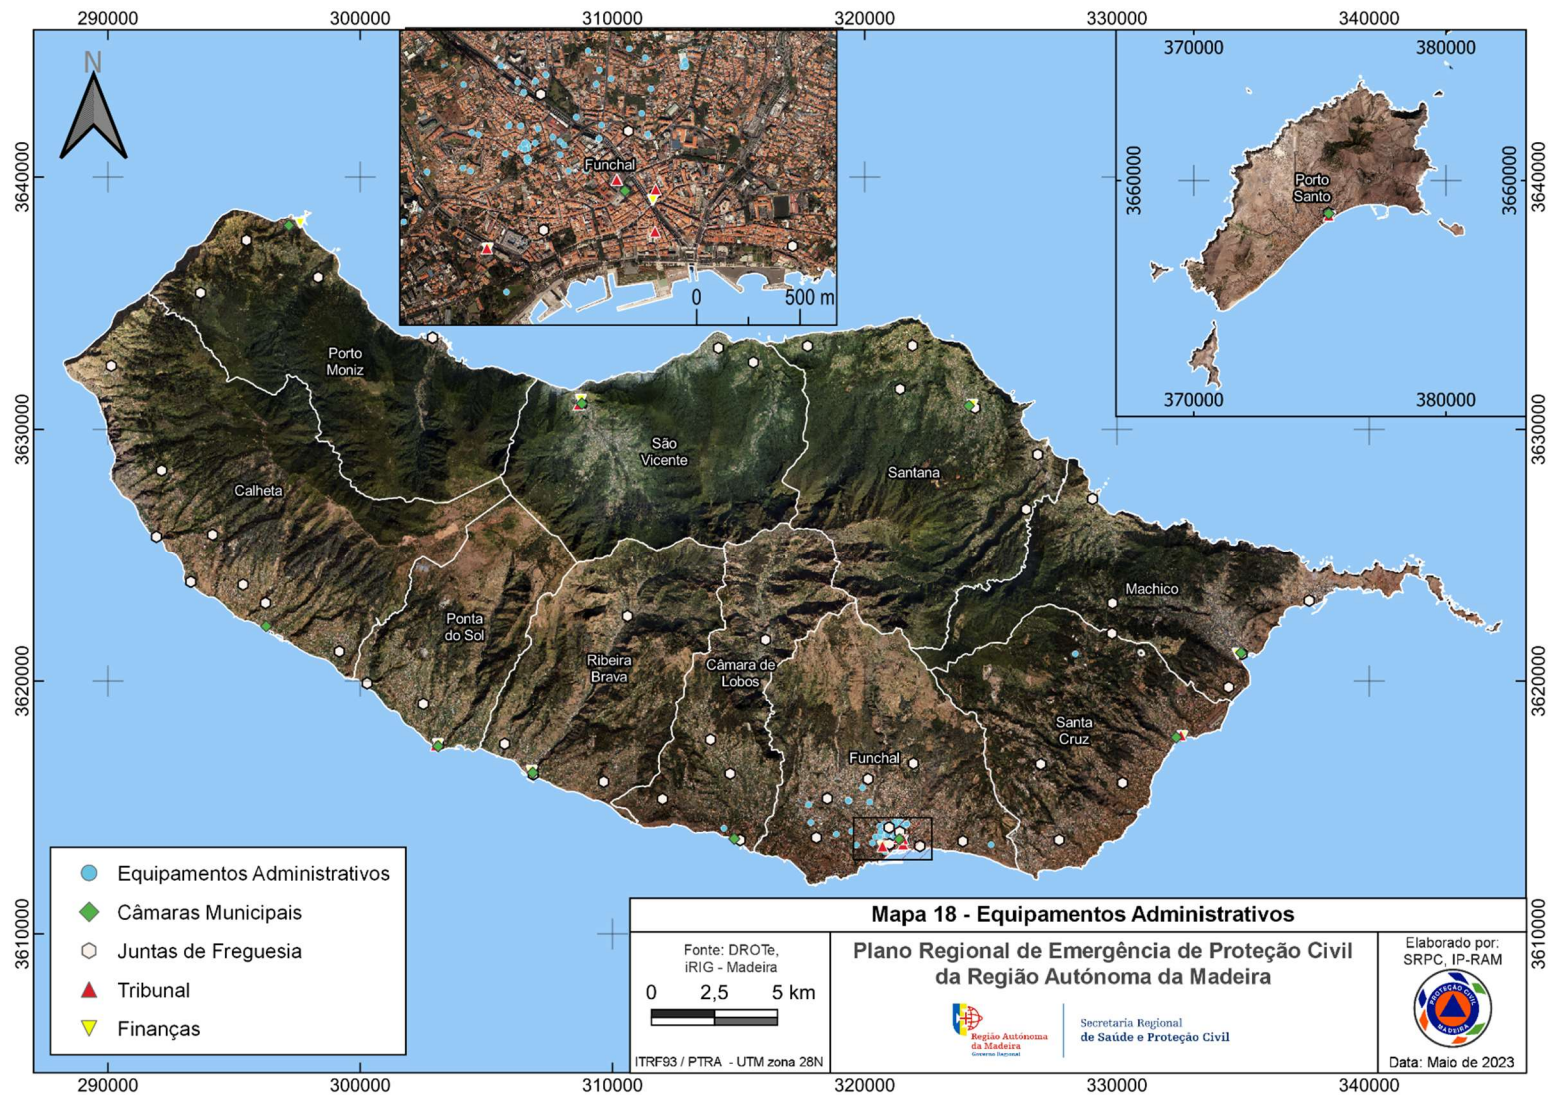 290000
300000
310000
320000
330000
340000
N
370000
380000
3640000
3660000
3660000
3640000
Funchal
0
500 m
Porto
Santo
370000
380000
Porto
Moniz
São
Vicente
Santana
3630000
3630000
Calheta
Machico
Ponta
do Sol
Ribeira
Brava
Câmara de
Lobos
3620000
3620000
Santa
Cruz
Funchal
Equipamentos Administrativos
Câmaras Municipais
Juntas de Freguesia
Tribunal
Finanças
3610000
3610000
Mapa 18 - Equipamentos Administrativos
Fonte: DROTe,
iRIG - Madeira
0
2,5
5 km
ITRF93 / PTRA - UTM zona 28N
Plano Regional de Emergência de Proteção Civil
da Região Autónoma da Madeira
Região Autónoma
da Madeira
Governo Regional
Secretaria Regional
de Saúde e Proteção Civil
Elaborado por:
SRPC, IP-RAM
PROTEÇÃO CIVIL
MADEIRA
Data: Maio de 2023
290000
300000
310000
320000
330000
340000